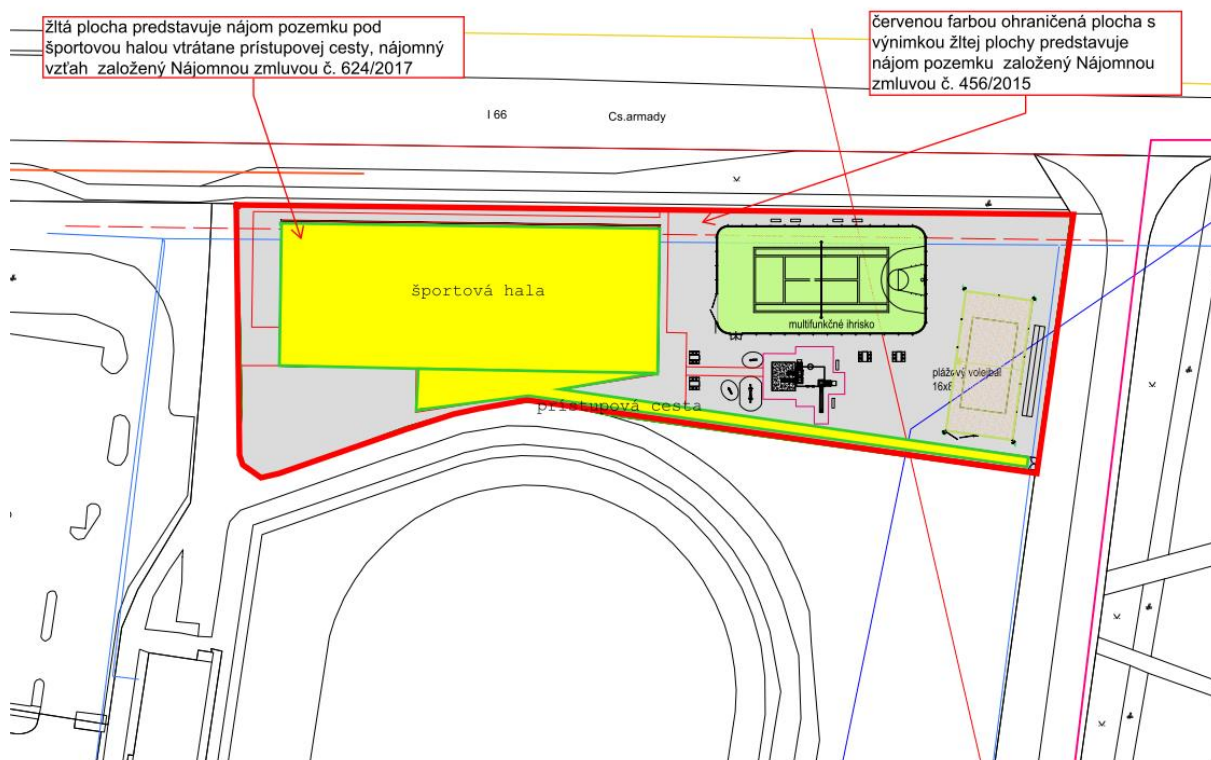 žltá plocha predstavuje nájom pozemku pod
športovou halou vtrátane prístupovej cesty, nájomný
vzťah založený Nájomnou zmluvou č. 624/2017
červenou farbou ohraničená plocha s
výnimkou žltej plochy predstavuje
nájom pozemku založený Nájomnou
zmluvou č. 456/2015
I 66
Cs.armady
športová hala
multifunkčné ihrisko
plážový volejbal
prístupová cesta